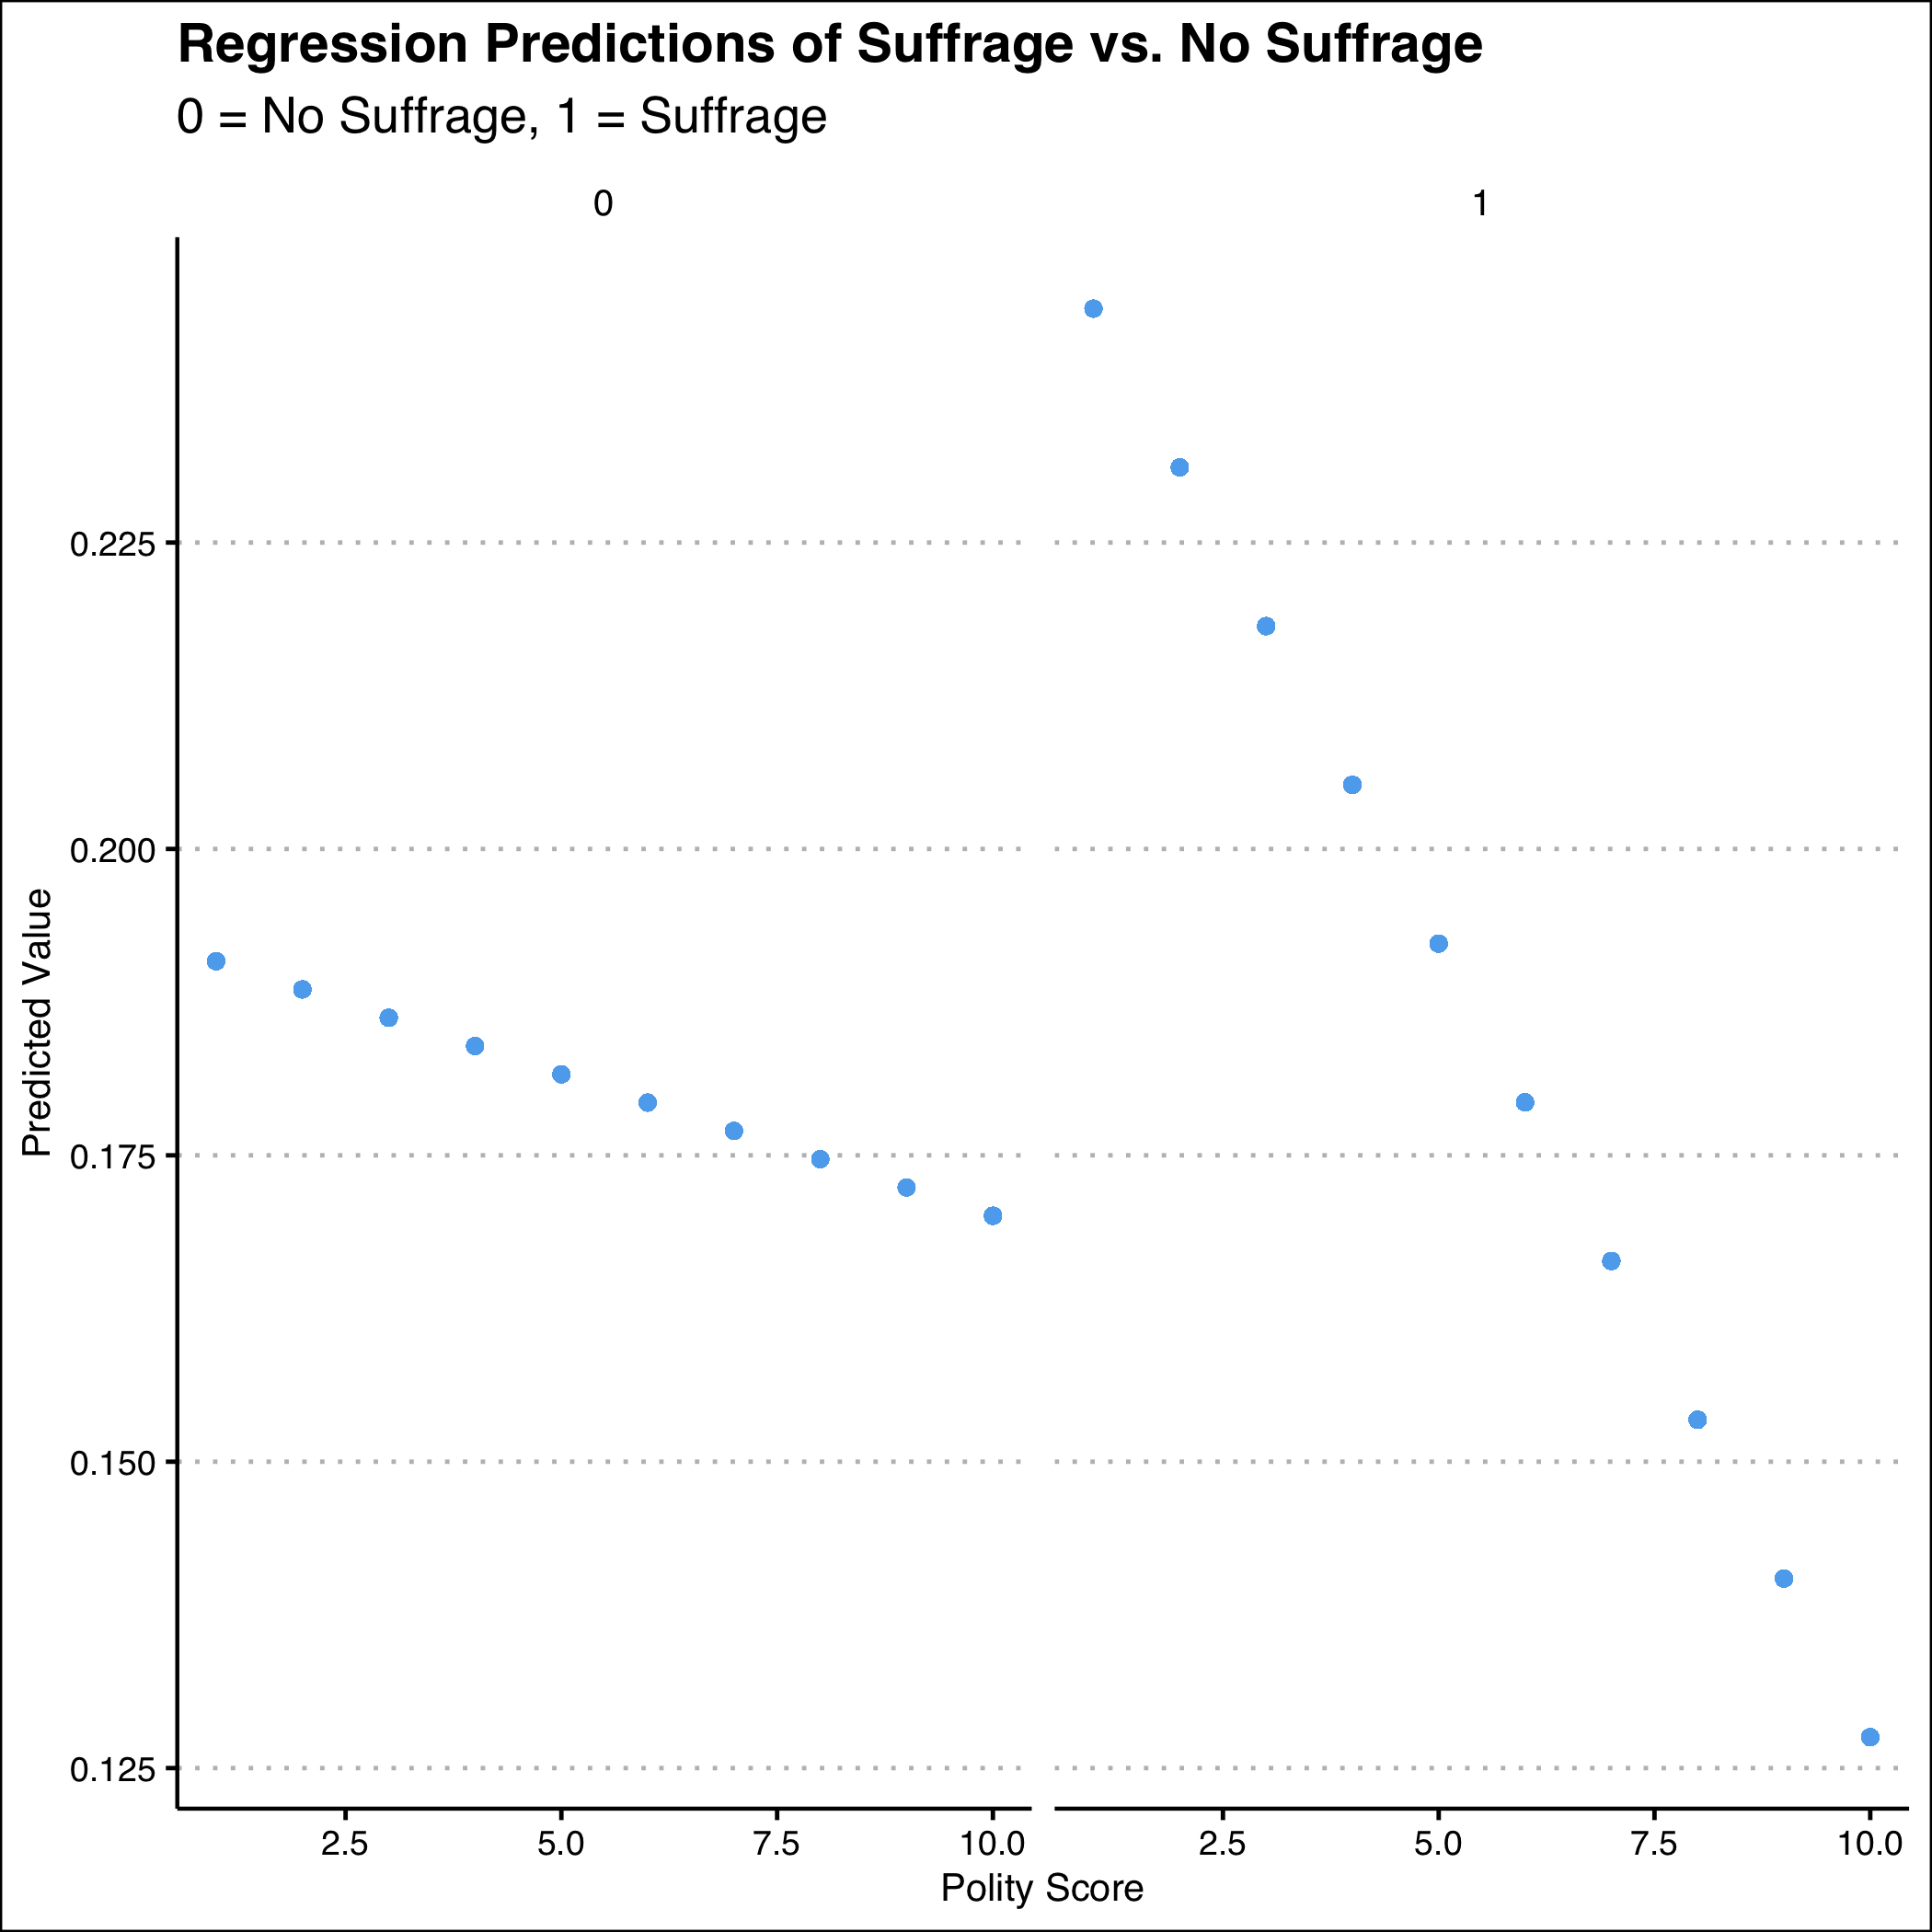 Regression Predictions of Suffrage vs. No Suffrage
0 = No Suffrage, 1 = Suffrage
0 1
0.225
0.200
0.175
0.150
0.125
Predicted Value
2.5 5.0 7.5 10.0 2.5 5.0 7.5 10.0
Polity Score